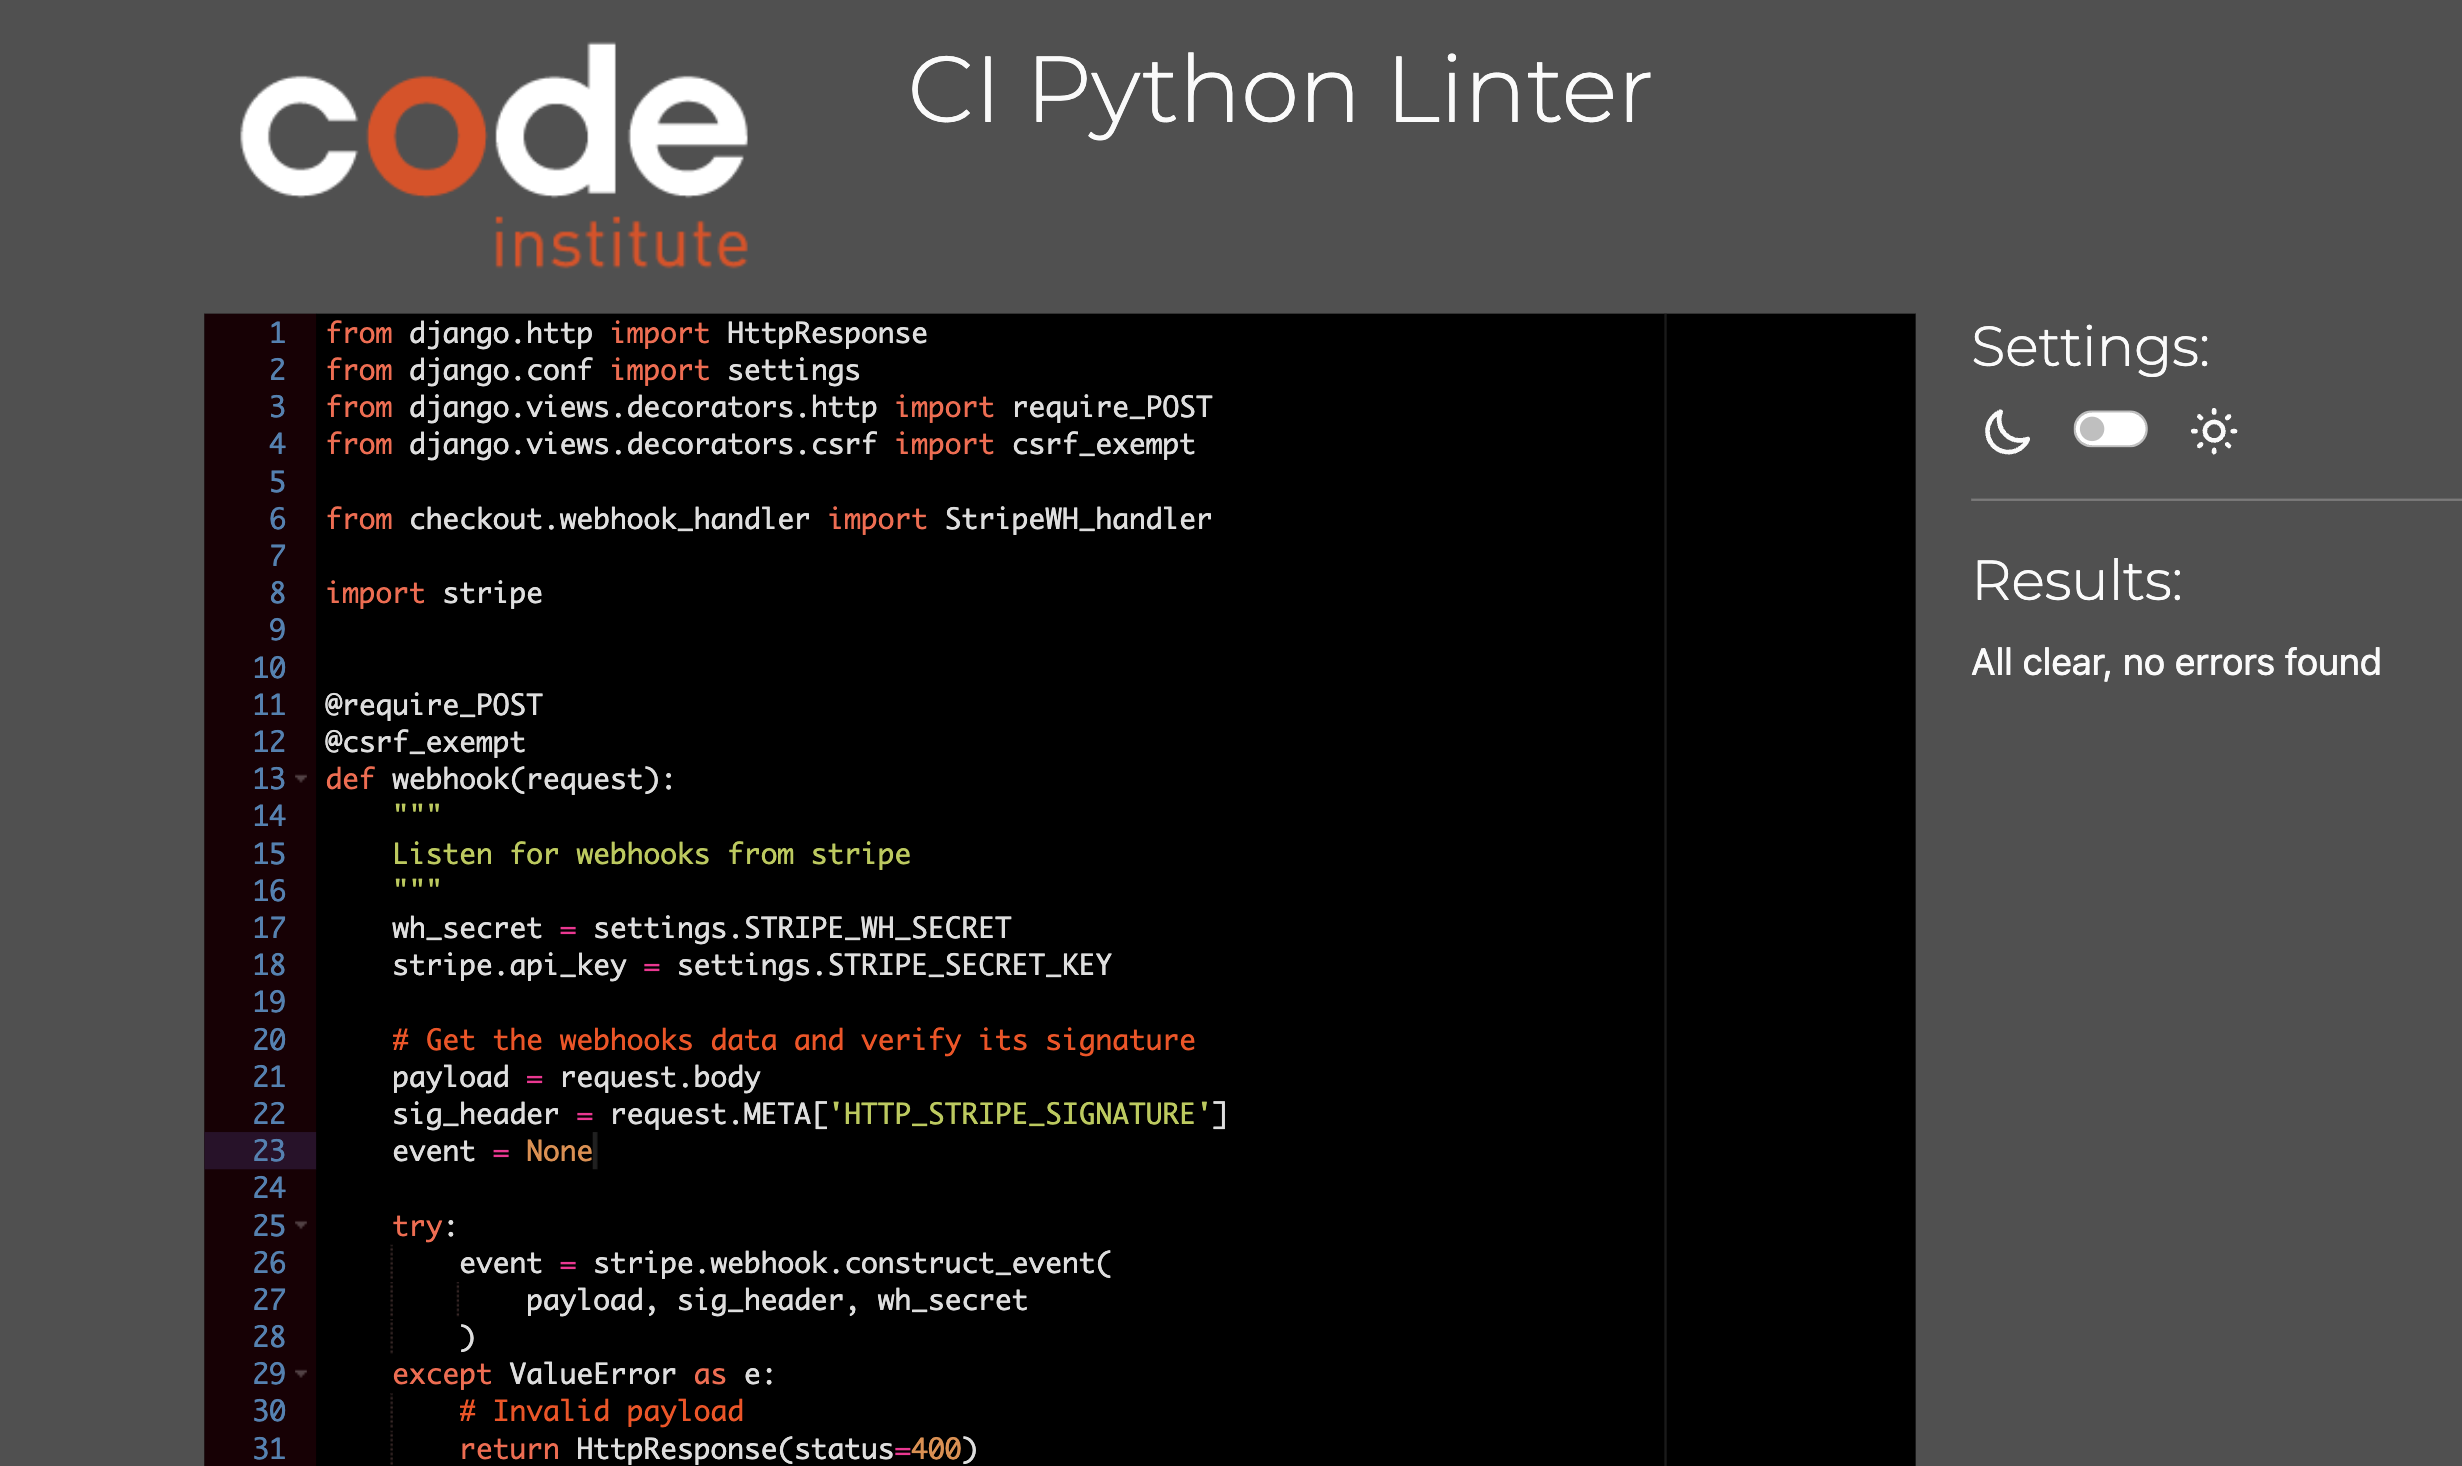 code
institute
CI Python Linter
1 from django.http import HttpResponse
2 from django.conf import settings
3 from django.views.decorators.http import require_POST
4 from django.views.decorators.csrf import csrf_exempt
5
6 from checkout.webhook_handler import StripeWH_handler
7
8 import stripe
9
10
11 @require_POST
12 @csrf_exempt
13 def webhook(request):
14     """
15     Listen for webhooks from stripe
16     """
17     wh_secret = settings.STRIPE_WH_SECRET
18     stripe.api_key = settings.STRIPE_SECRET_KEY
19
20     # Get the webhooks data and verify its signature
21     payload = request.body
22     sig_header = request.META['HTTP_STRIPE_SIGNATURE']
23     event = None
24
25     try:
26         event = stripe.webhook.construct_event(
27             payload, sig_header, wh_secret
28         )
29     except ValueError as e:
30         # Invalid payload
31         return HttpResponse(status=400)
Settings:
Results:
All clear, no errors found